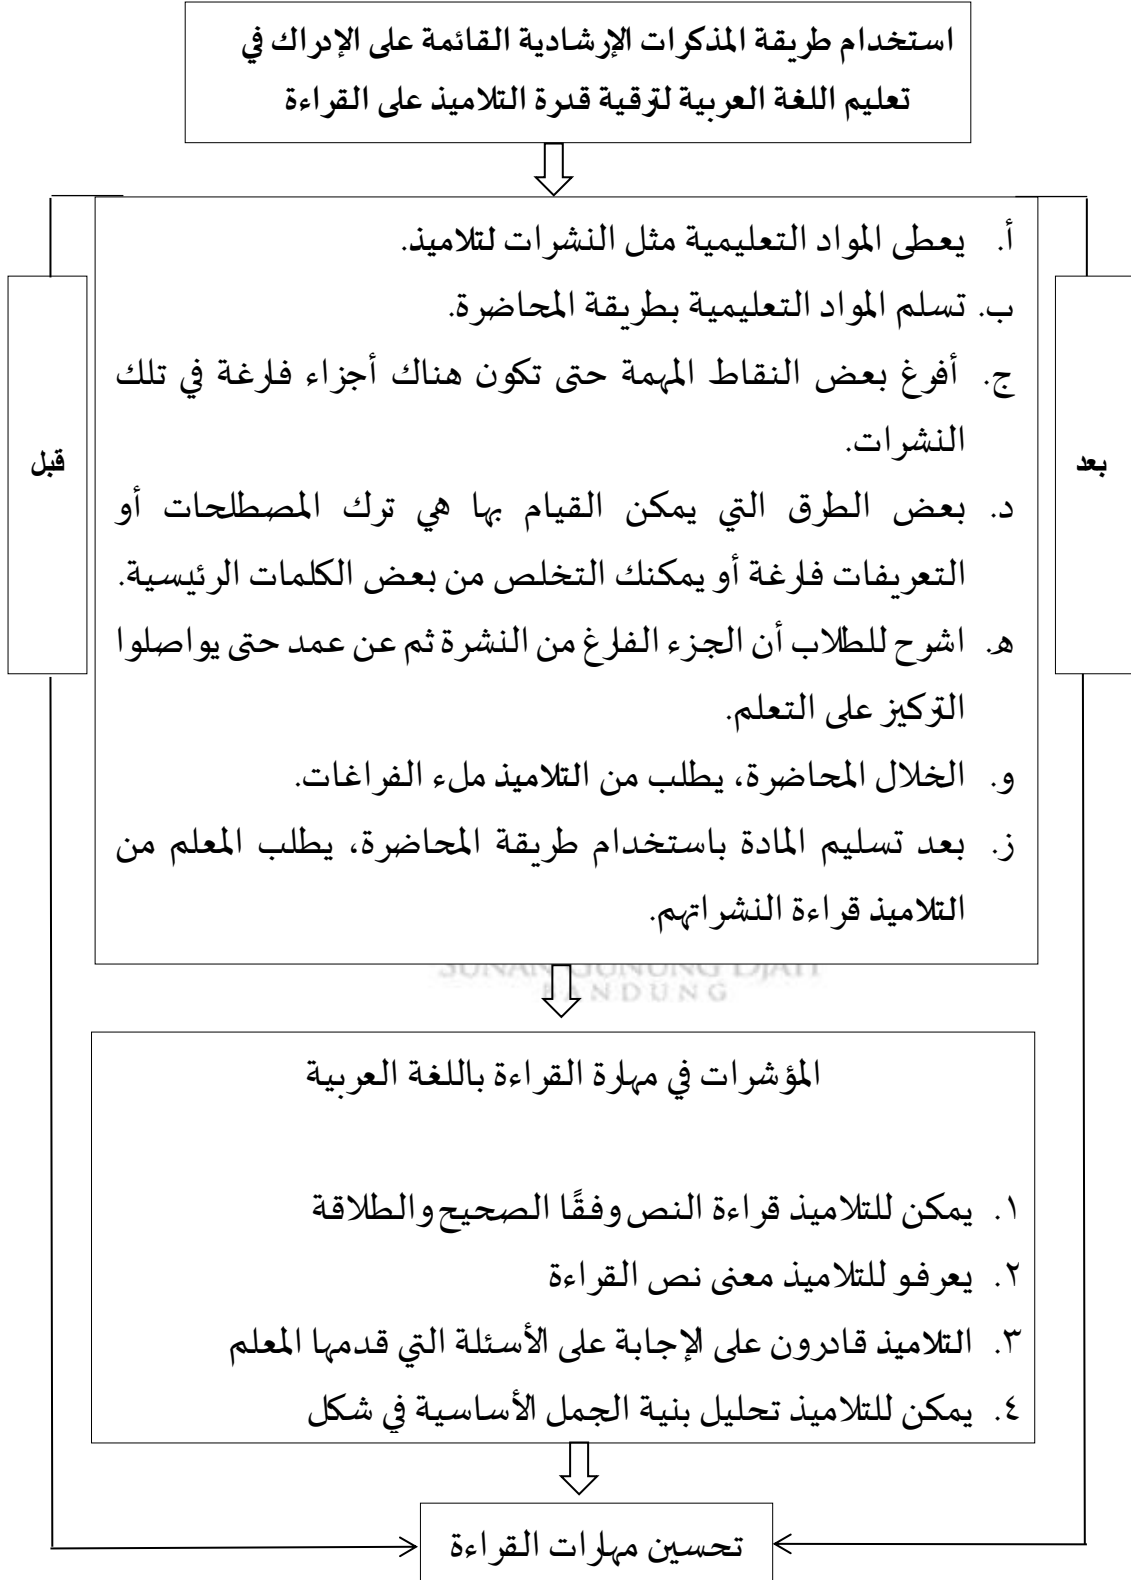 استخدام طريقة المذكرات الإرشادية القائمة على الإدراك في
تعليم اللغة العربية لترقية قدرة التلاميذ على القراءة
أ. يعطى المواد التعليمية مثل النشرات لتلاميذ.
ب. تسلم المواد التعليمية بطريقة المحاضرة.
ج. أفرغ بعض النقاط المهمة حتى تكون هناك أجزاء فارغة في تلك
النشرات.
د. بعض الطرق التي يمكن القيام بها هي ترك المصطلحات أو
التعريفات فارغة أو يمكنك التخلص من بعض الكلمات الرئيسية.
هـ. اشرح للطلاب أن الجزء الفارغ من النشرة ثم عن عمد حتى يواصلوا
التركيز على التعلم.
و. الخلال المحاضرة، يطلب من التلاميذ ملء الفراغات.
ز. بعد تسليم المادة باستخدام طريقة المحاضرة، يطلب المعلم من
التلاميذ قراءة النشراتهم.
بعد
قبل
SUNAN GUNUNG DJATI
BANDUNG
المؤشرات في مهارة القراءة باللغة العربية
١. يمكن للتلاميذ قراءة النص وفقًا الصحيح والطلاقة
٢. يعرفو للتلاميذ معنى نص القراءة
٣. التلاميذ قادرون على الإجابة على الأسئلة التي قدمها المعلم
٤. يمكن للتلاميذ تحليل بنية الجمل الأساسية في شكل
تحسين مهارات القراءة